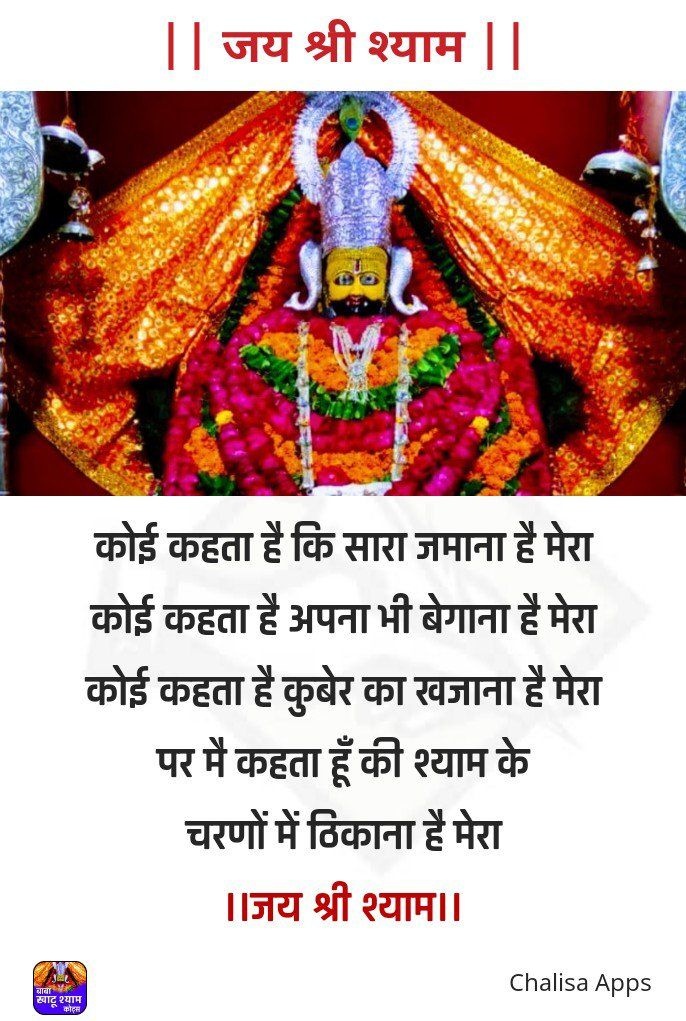 || जय श्री श्याम ||
कोई कहता है कि सारा जमाना है मेरा
कोई कहता है अपना भी बेगाना है मेरा
कोई कहता है कुबेर का खजाना है मेरा
पर मै कहता हूँ की श्याम के
चरणों में ठिकाना है मेरा
।।जय श्री श्याम।।
बाबा
खाटू श्याम
कोट्स
Chalisa Apps